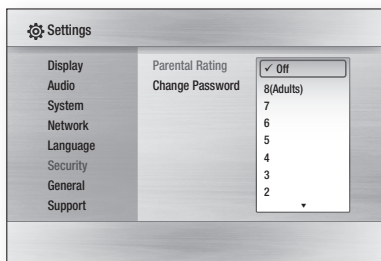 Settings
Display
Audio
System
Network
Language
Security
General
Support
Parental Rating
Change Password
✓ Off
8(Adults)
7
6
5
4
3
2